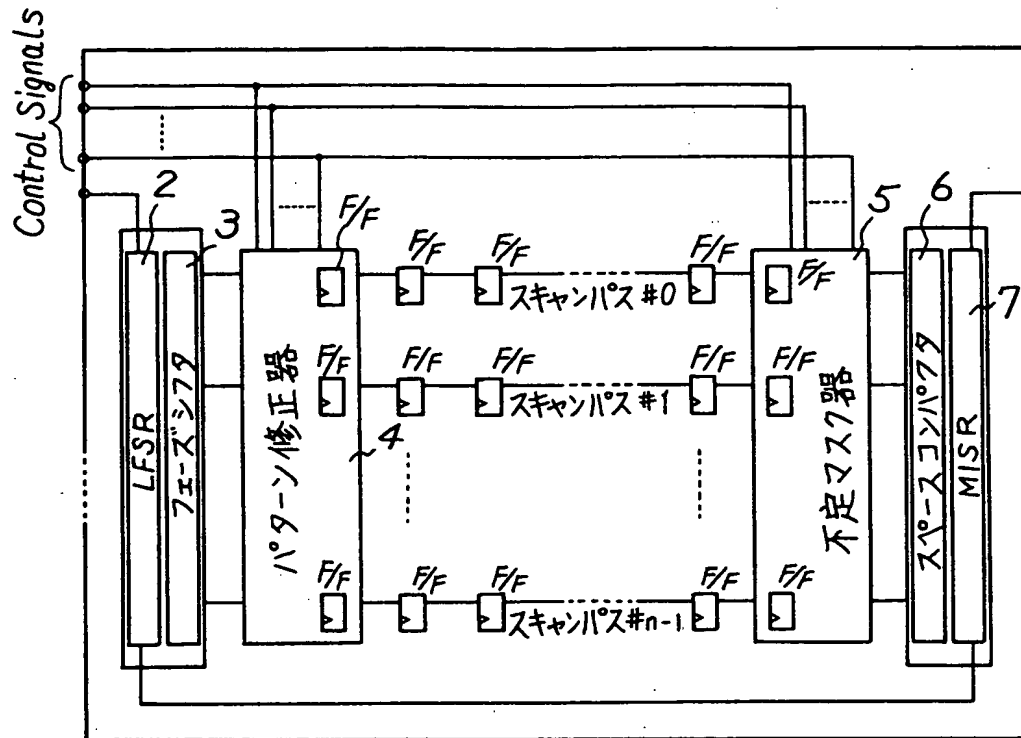 Control Signals
2
3
F/F
5
6
7
F/F
F/F
F/F
F/F
スキャンパス #0
F/F
F/F
F/F
F/F
F/F
スキャンパス #1
4
F/F
F/F
F/F
F/F
F/F
スキャンパス#n-1
LFSR
フェーズシフタ
パターン修正器
不定マスク器
スペースコンパクタ
MISR